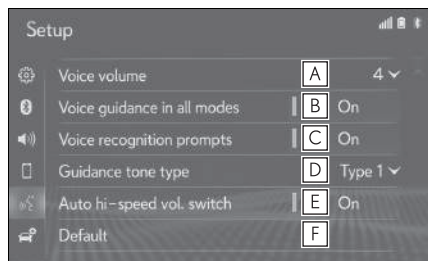 Setup
Voice volume A 4
Voice guidance in all modes B On
Voice recognition prompts C On
Guidance tone type D Type 1
Auto hi-speed vol. switch E On
Default F